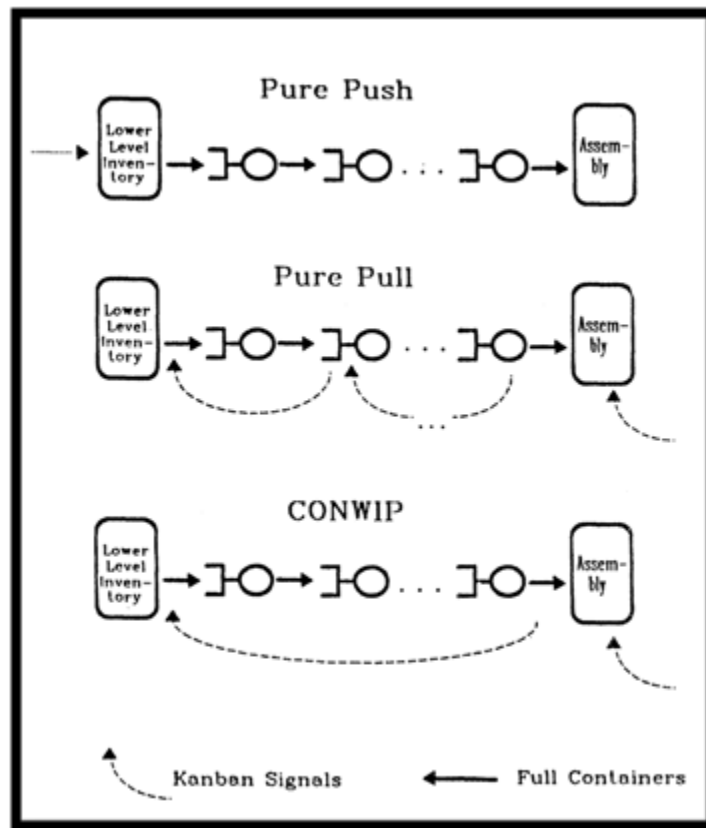 Pure Push
Lower
Level
Inven-
tory
Assem-
bly
. . .
Pure Pull
Lower
Level
Inven-
tory
Assem-
bly
. . .
...
CONWIP
Lower
Level
Inven-
tory
Assem-
bly
. . .
Kanban Signals
Full Containers